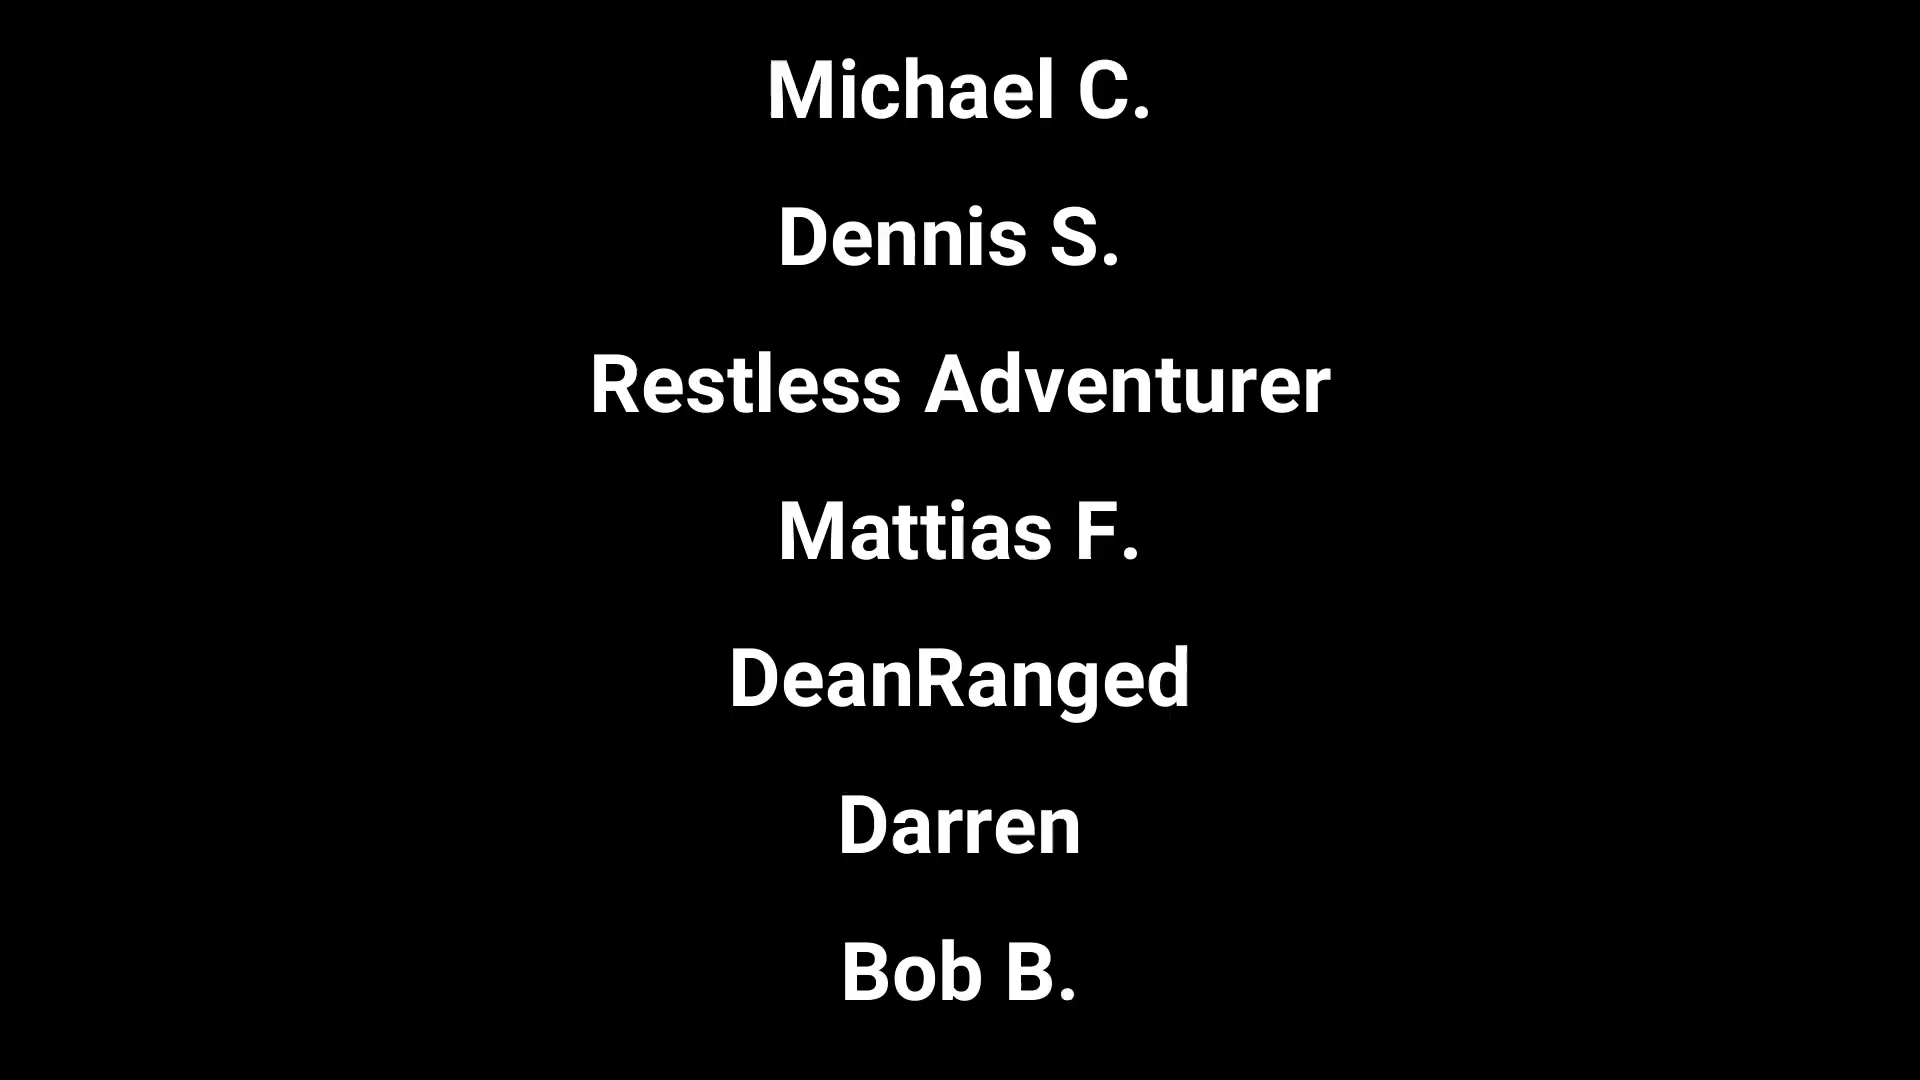 Michael C.
Dennis S.
Restless Adventurer
Mattias F.
DeanRanged
Darren
Bob B.